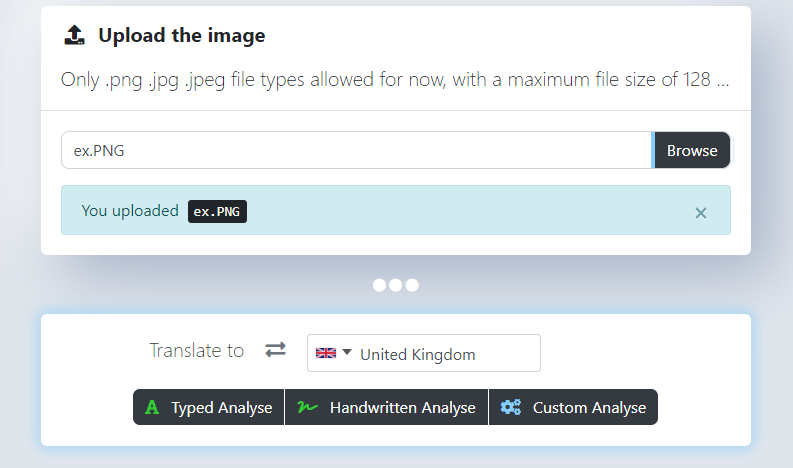 Upload the image
Only .png .jpg .jpeg file types allowed for now, with a maximum file size of 128 ...
ex.PNG
Browse
You uploaded ex.PNG ×
Translate to
United Kingdom
Typed Analyse
Handwritten Analyse
Custom Analyse